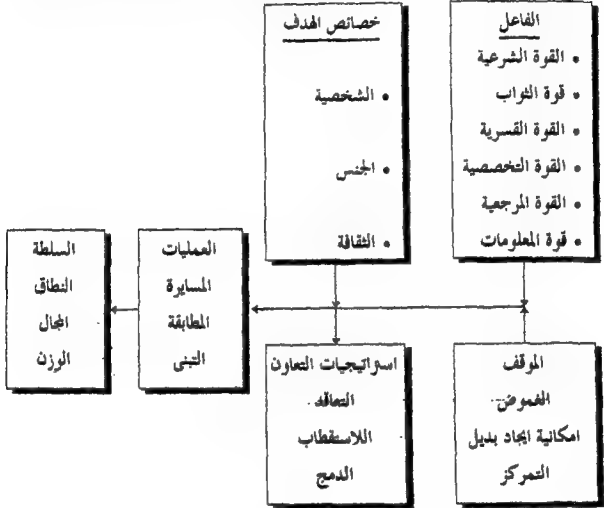 الفاعل
• القوة الشرعية
• قوة الثواب
• القوة القسرية
• القوة التخصصية
• القوة المرجعية
• قوة المعلومات
خصائص الهدف
• الشخصية
• الجنس
• الثقافة
العمليات
المسايرة
المطابقة
التبنى
السلطة
النطاق
المجال
الوزن
الموقف
الغموض
امكانية ايجاد بديل
التمركز
استراتيجيات التعاون
التعاقد
اللاستقطاب
الدمج